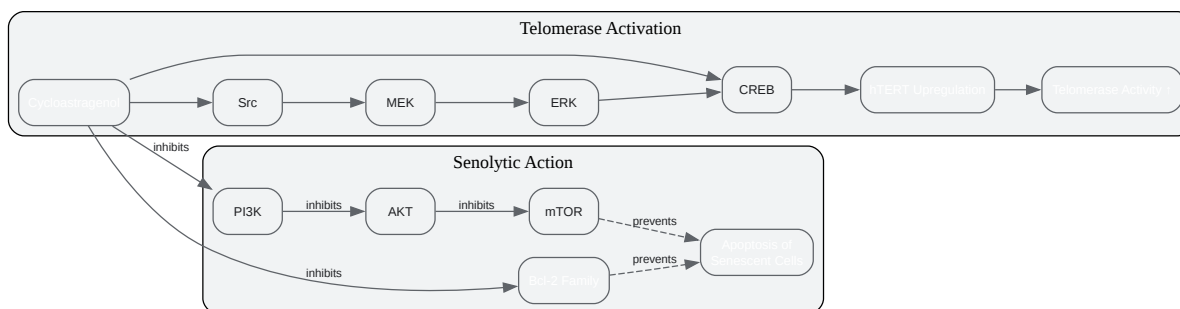 Telomerase Activation
Cycloastragenol
Src
MEK
ERK
CREB
hTERT Upregulation
Telomerase Activity ↑
inhibits
Senolytic Action
PI3K
inhibits
AKT
inhibits
mTOR
prevents
Apoptosis of
Senescent Cells
inhibits
Bcl-2 Family
prevents